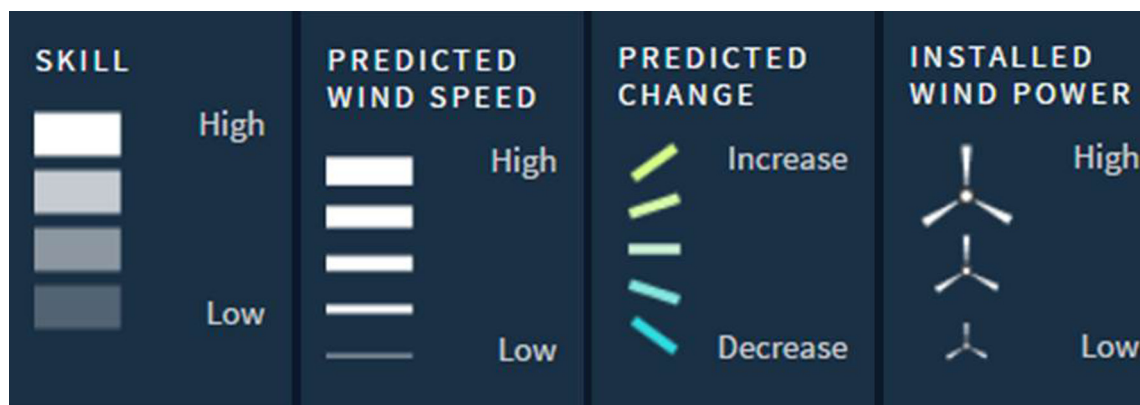 SKILL
High
Low
PREDICTED
WIND SPEED
High
Low
PREDICTED
CHANGE
Increase
Decrease
INSTALLED
WIND POWER
High
Low